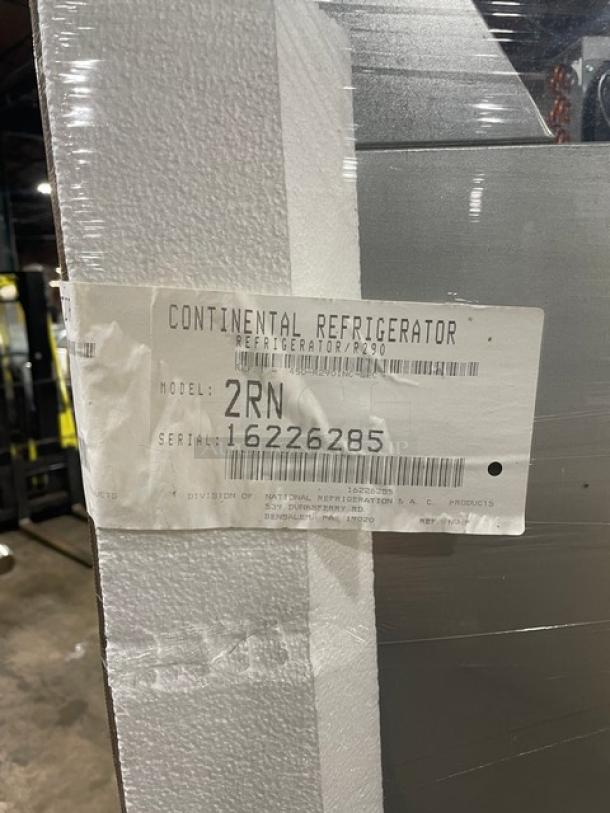 CONTINENTAL REFRIGERATOR
REFRIGERATOR/R290
MODEL: 2RN
SERIAL: 16226285
16226285
DIVISION OF NATIONAL REFRIGERATION & A. C. PRODUCTS
539 DUNKSFERRY RD.
BENSALEM, PA 19020
REF.